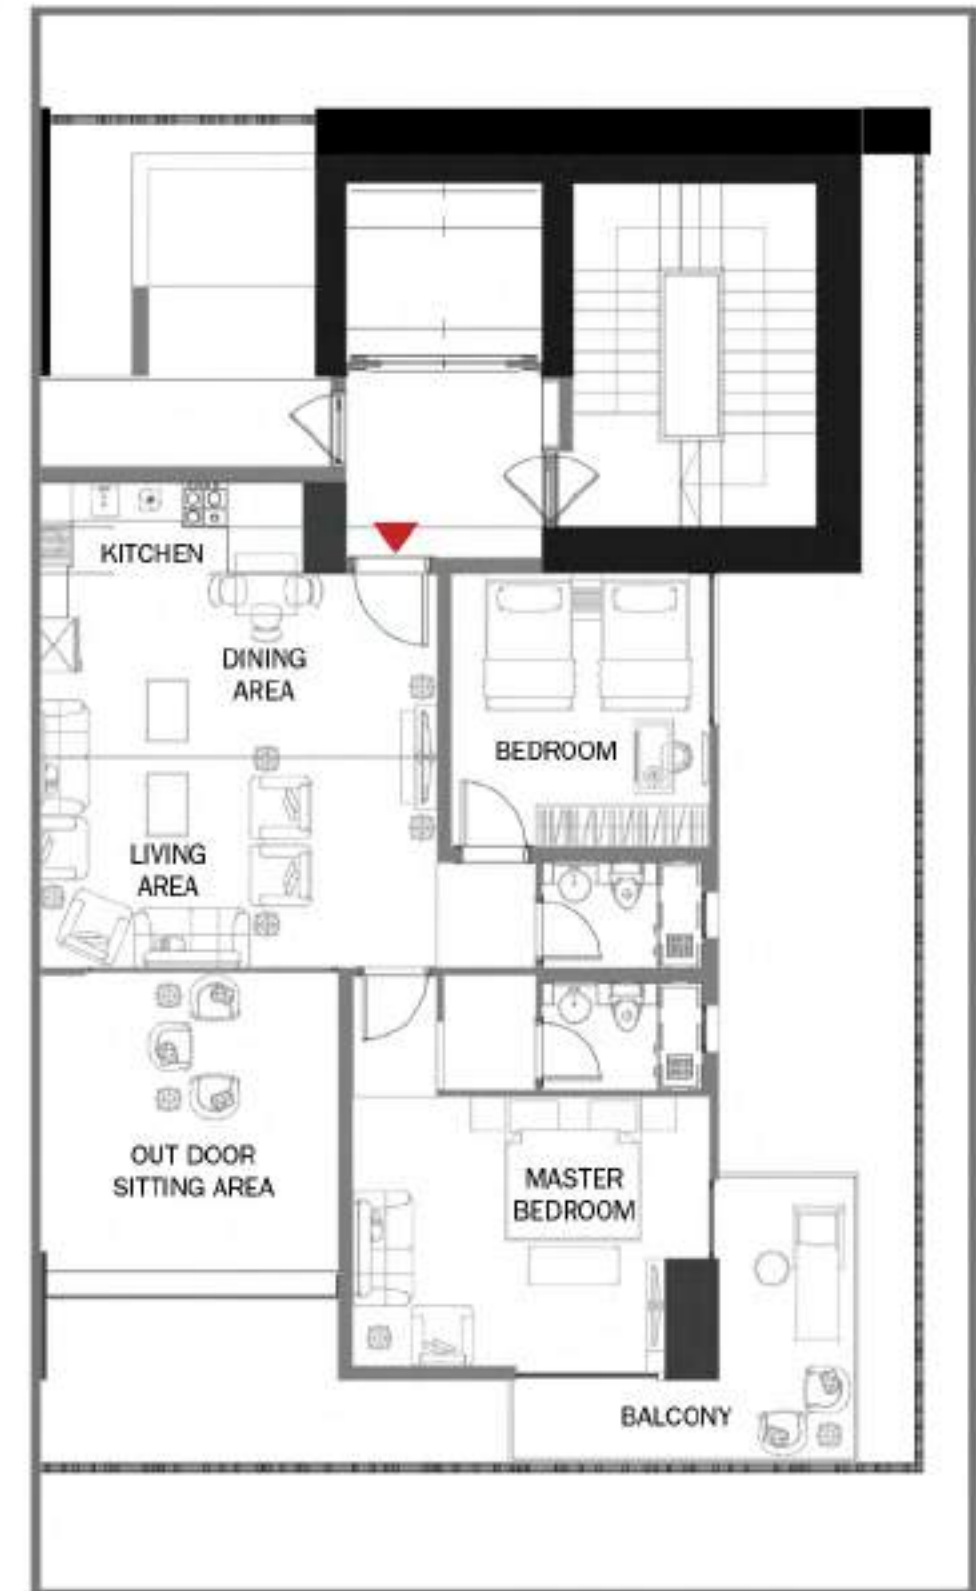 KITCHEN
DINING
AREA
BEDROOM
LIVING
AREA
OUT DOOR
SITTING AREA
MASTER
BEDROOM
BALCONY